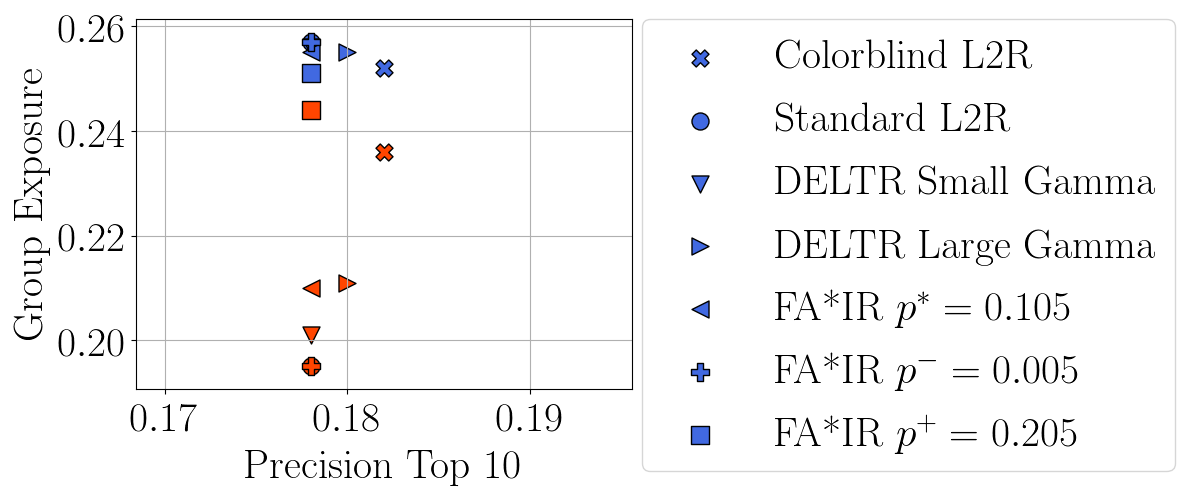 0.26
0.24
0.22
0.20
Group Exposure
0.17 0.18 0.19
Precision Top 10
Colorblind L2R
Standard L2R
DELTR Small Gamma
DELTR Large Gamma
FA*IR p* = 0.105
FA*IR p⁻ = 0.005
FA*IR p⁺ = 0.205